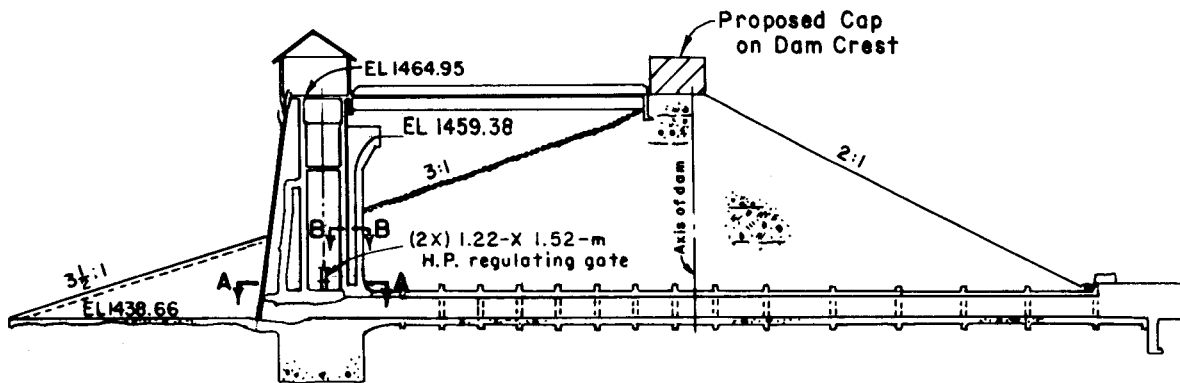 Proposed Cap
on Dam Crest
EL 1464.95
EL 1459.38
3:1
2:1
Axis of dam
B B
(2X) 1.22-X 1.52-m
H.P. regulating gate
3½:1
A A
EL 1438.66